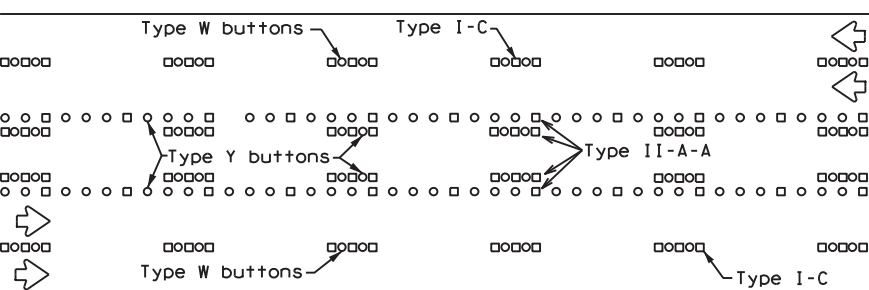 Type W buttons
Type I-C
Type Y buttons
Type II-A-A
Type W buttons
Type I-C